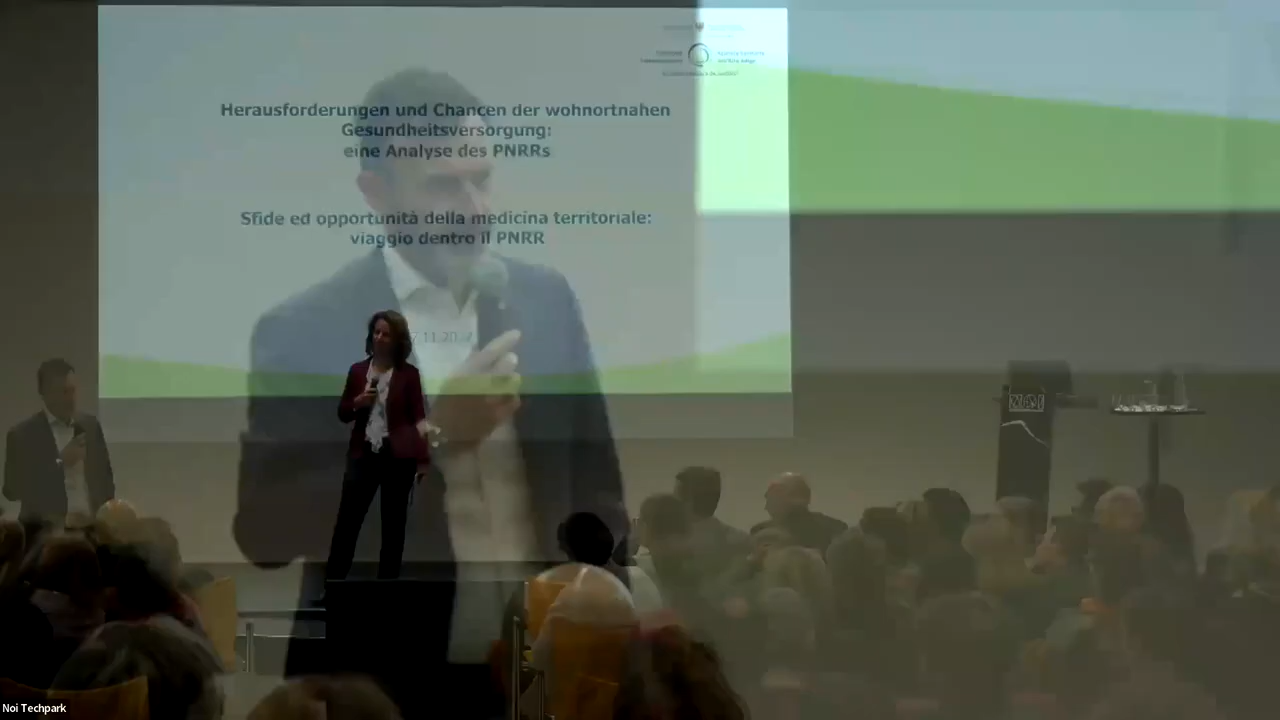 Herausforderungen und Chancen der wohnortnahen
Gesundheitsversorgung:
eine Analyse des PNRRs
Sfide ed opportunità della medicina territoriale:
viaggio dentro il PNRR
Noi Techpark